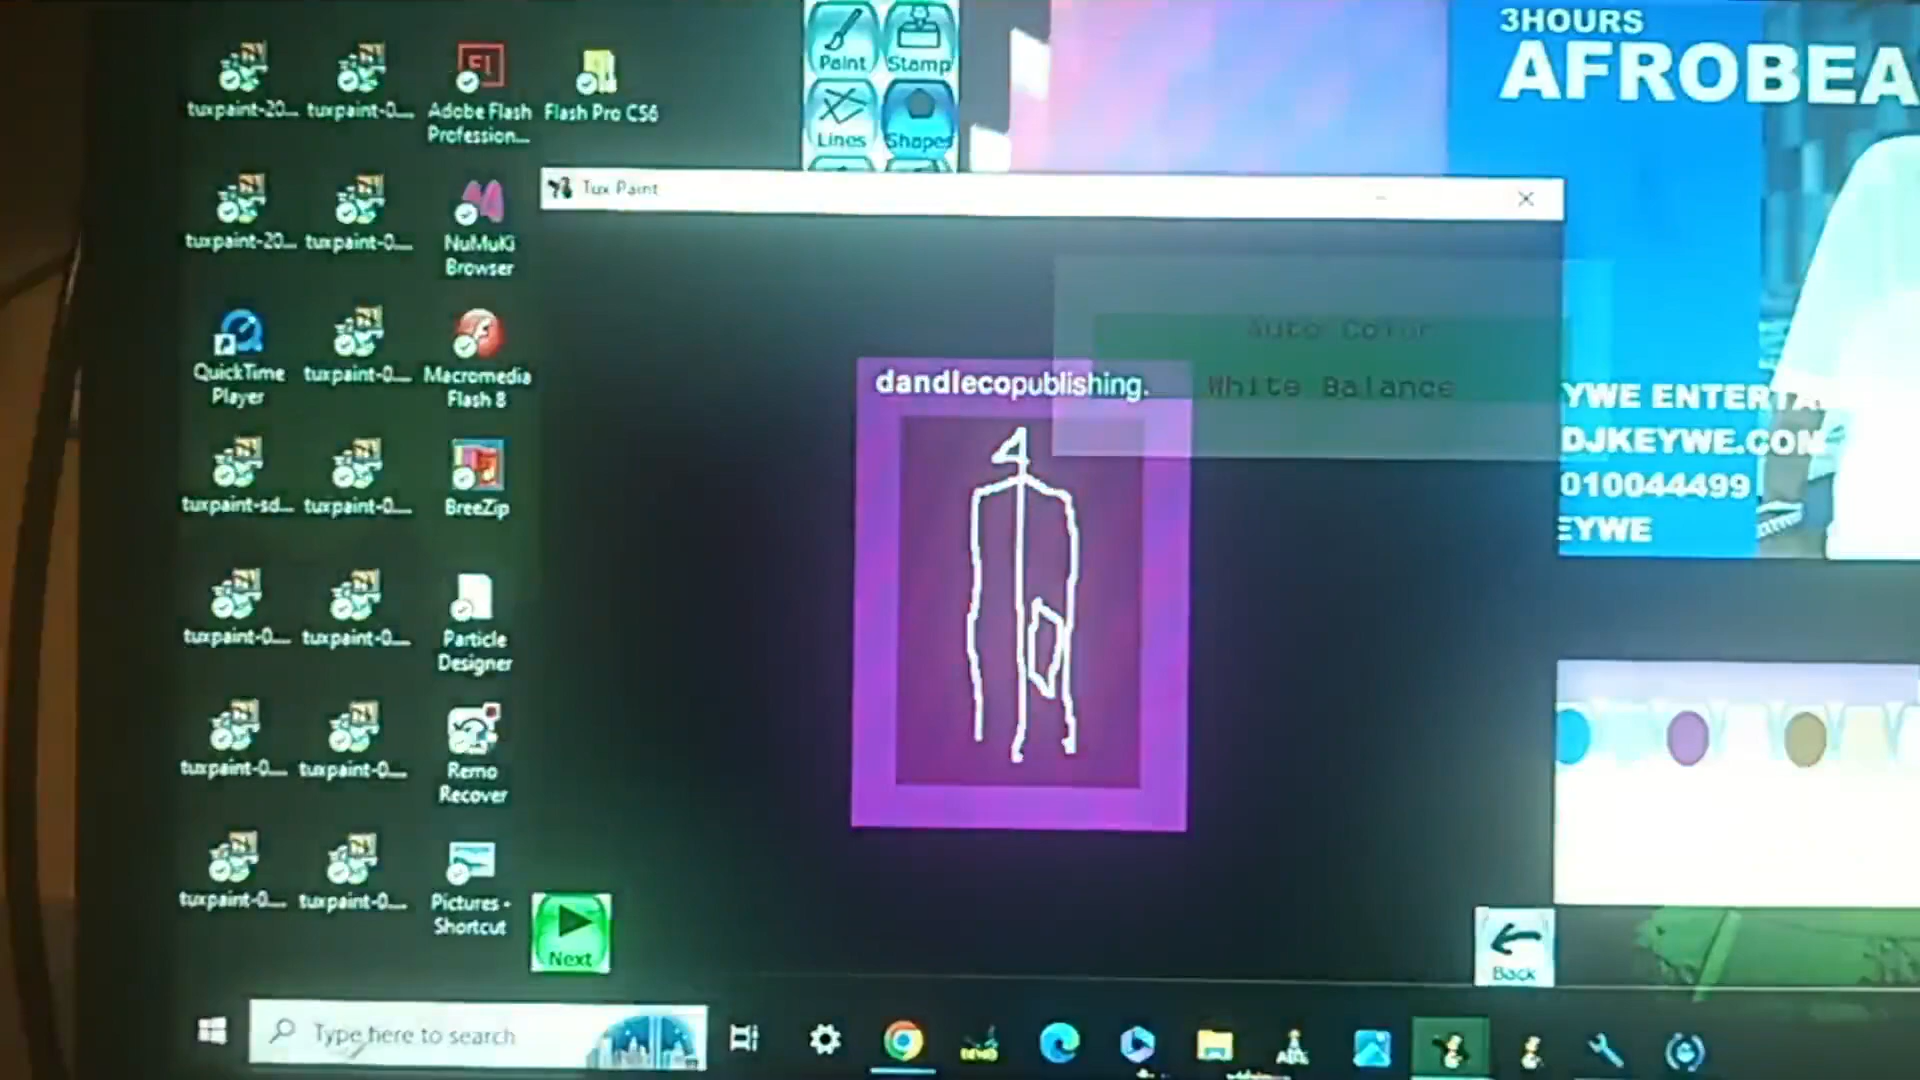 tuxpaint-20... tuxpaint-0.... Adobe Flash Profession... Flash Pro CS6
tuxpaint-20... tuxpaint-0.... NuMuKi Browser
QuickTime Player tuxpaint-0.... Macromedia Flash 8
tuxpaint-sd... tuxpaint-0.... BreeZip
tuxpaint-0.... tuxpaint-0.... Particle Designer
tuxpaint-0.... tuxpaint-0.... Remo Recover
tuxpaint-0.... tuxpaint-0.... Pictures - Shortcut
Paint Stamp
Lines Shapes
Tux Paint
Auto Color
White Balance
dandlecopublishing.
Next
Back
3HOURS
AFROBEA
YWE ENTERTA
DJKEYWE.COM
010044499
EYWE
Type here to search
DEMO